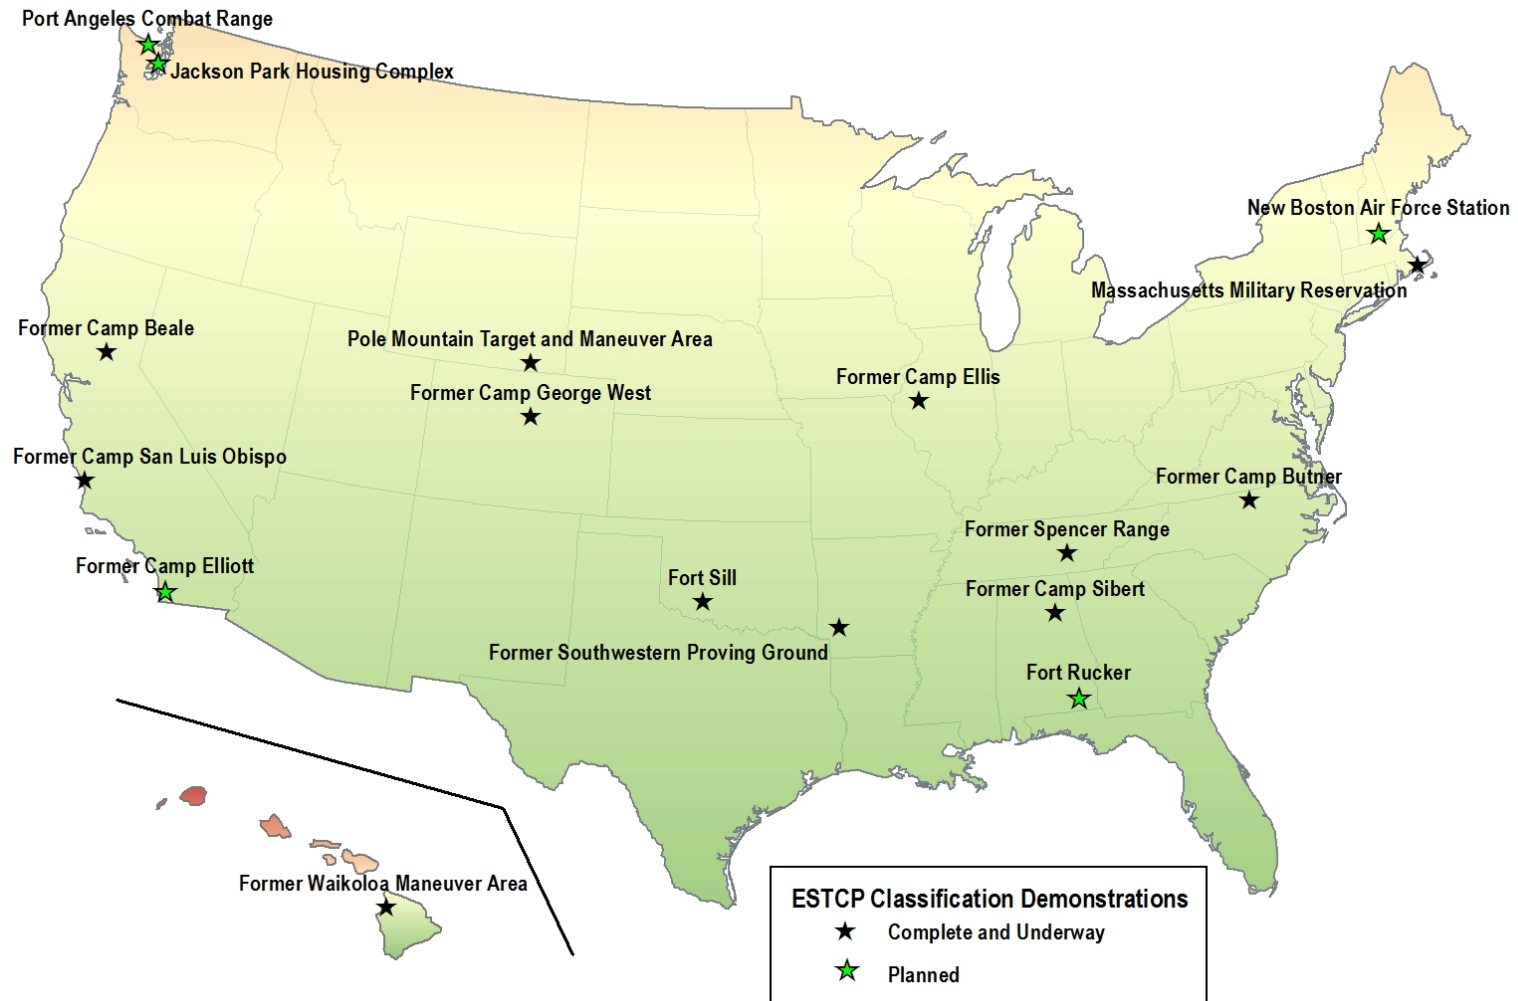 Port Angeles Combat Range
Jackson Park Housing Complex
New Boston Air Force Station
Massachusetts Military Reservation
Former Camp Beale
Pole Mountain Target and Maneuver Area
Former Camp Ellis
Former Camp George West
Former Camp San Luis Obispo
Former Camp Butner
Former Spencer Range
Former Camp Elliott
Fort Sill
Former Camp Sibert
Former Southwestern Proving Ground
Fort Rucker
Former Waikoloa Maneuver Area
ESTCP Classification Demonstrations
Complete and Underway
Planned